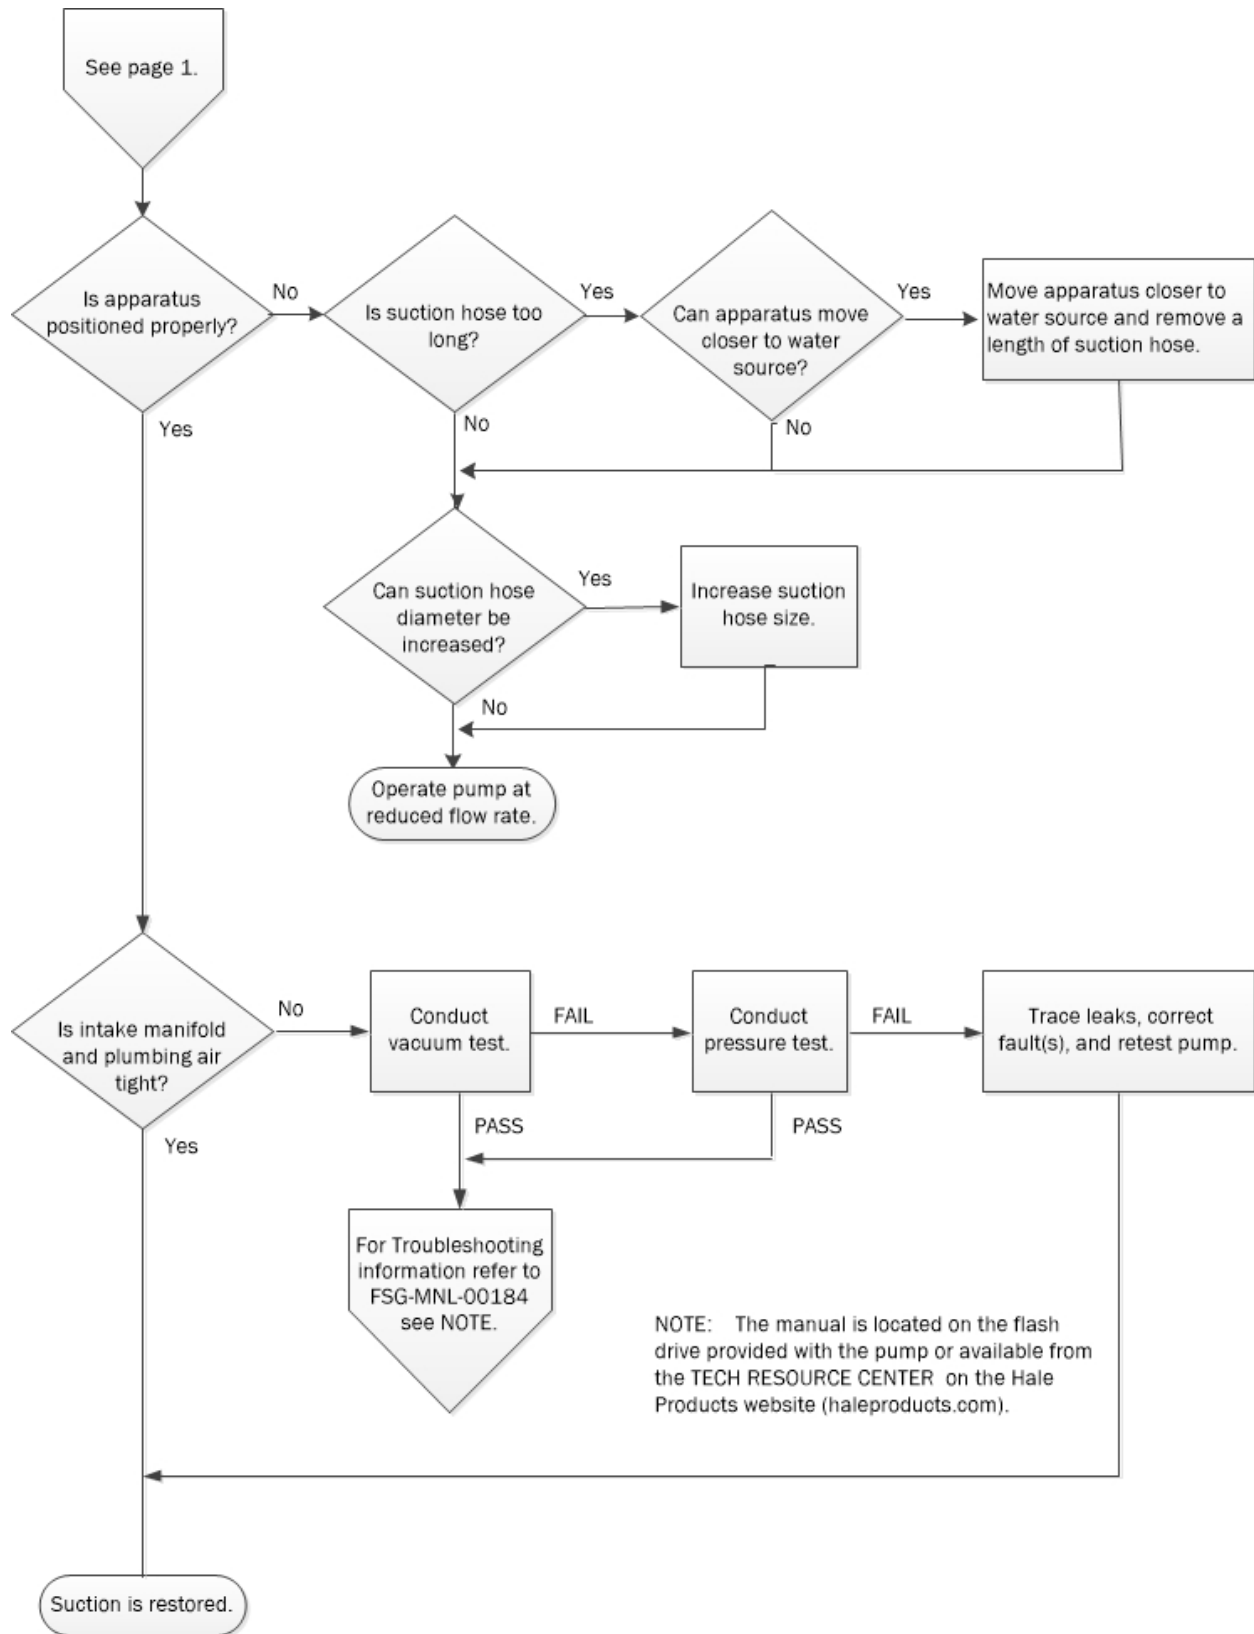 See page 1.
Is apparatus
positioned properly?
No
Is suction hose too
long?
Yes
Can apparatus move
closer to water
source?
Yes
Move apparatus closer to
water source and remove a
length of suction hose.
Yes
No
No
Can suction hose
diameter be
increased?
Yes
Increase suction
hose size.
No
Operate pump at
reduced flow rate.
Is intake manifold
and plumbing air
tight?
No
Conduct
vacuum test.
FAIL
Conduct
pressure test.
FAIL
Trace leaks, correct
fault(s), and retest pump.
Yes
PASS
PASS
For Troubleshooting
information refer to
FSG-MNL-00184
see NOTE.
NOTE: The manual is located on the flash
drive provided with the pump or available from
the TECH RESOURCE CENTER on the Hale
Products website (haleproducts.com).
Suction is restored.